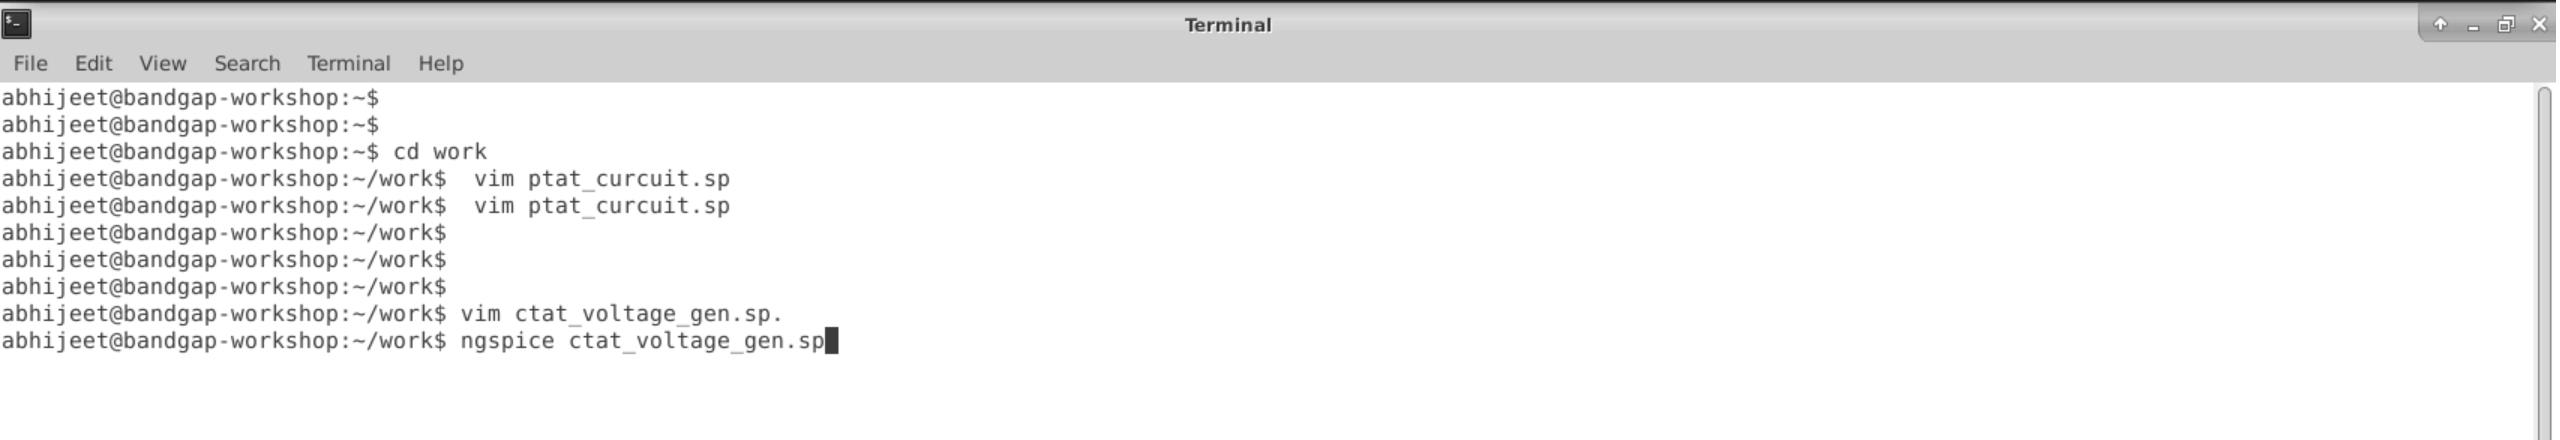 Terminal
File Edit View Search Terminal Help
abhijeet@bandgap-workshop:~$
abhijeet@bandgap-workshop:~$
abhijeet@bandgap-workshop:~$ cd work
abhijeet@bandgap-workshop:~/work$  vim ptat_curcuit.sp
abhijeet@bandgap-workshop:~/work$  vim ptat_curcuit.sp
abhijeet@bandgap-workshop:~/work$
abhijeet@bandgap-workshop:~/work$
abhijeet@bandgap-workshop:~/work$
abhijeet@bandgap-workshop:~/work$ vim ctat_voltage_gen.sp.
abhijeet@bandgap-workshop:~/work$ ngspice ctat_voltage_gen.sp